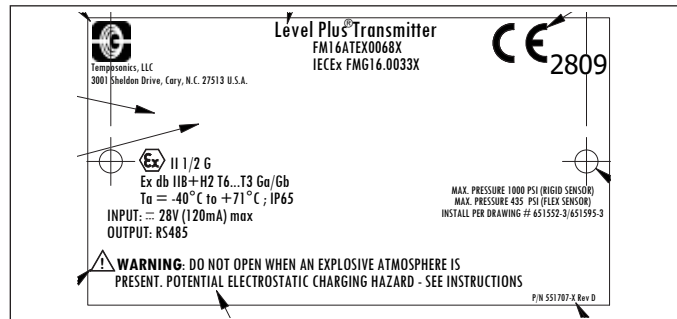 Level Plus® Transmitter
FM16ATEX0068X
IECEx FMG16.0033X
CE 2809
Temposonics, LLC
3001 Sheldon Drive, Cary, N.C. 27513 U.S.A.
Ex II 1/2 G
Ex db IIB+H2 T6...T3 Ga/Gb
Ta = -40°C to +71°C ; IP65
INPUT: ⎓ 28V (120mA) max
OUTPUT: RS485
MAX. PRESSURE 1000 PSI (RIGID SENSOR)
MAX. PRESSURE 435 PSI (FLEX SENSOR)
INSTALL PER DRAWING # 651552-3/651595-3
WARNING: DO NOT OPEN WHEN AN EXPLOSIVE ATMOSPHERE IS
PRESENT. POTENTIAL ELECTROSTATIC CHARGING HAZARD - SEE INSTRUCTIONS
P/N 551707-X Rev D